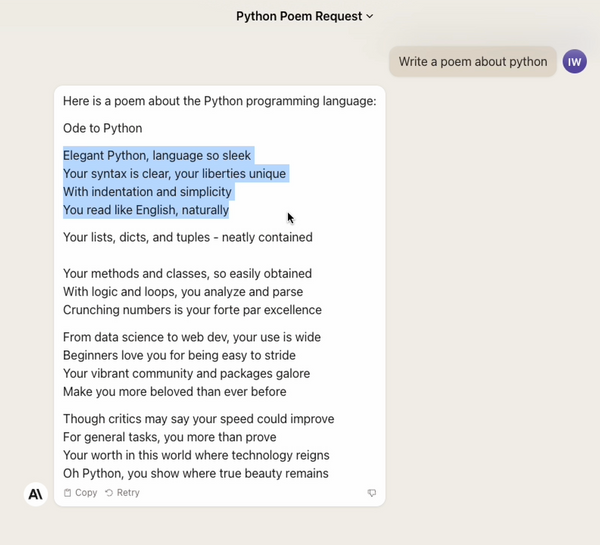 Python Poem Request
Write a poem about python
IW
Here is a poem about the Python programming language:
Ode to Python
Elegant Python, language so sleek
Your syntax is clear, your liberties unique
With indentation and simplicity
You read like English, naturally
Your lists, dicts, and tuples - neatly contained
Your methods and classes, so easily obtained
With logic and loops, you analyze and parse
Crunching numbers is your forte par excellence
From data science to web dev, your use is wide
Beginners love you for being easy to stride
Your vibrant community and packages galore
Make you more beloved than ever before
Though critics may say your speed could improve
For general tasks, you more than prove
Your worth in this world where technology reigns
Oh Python, you show where true beauty remains
A\
Copy Retry